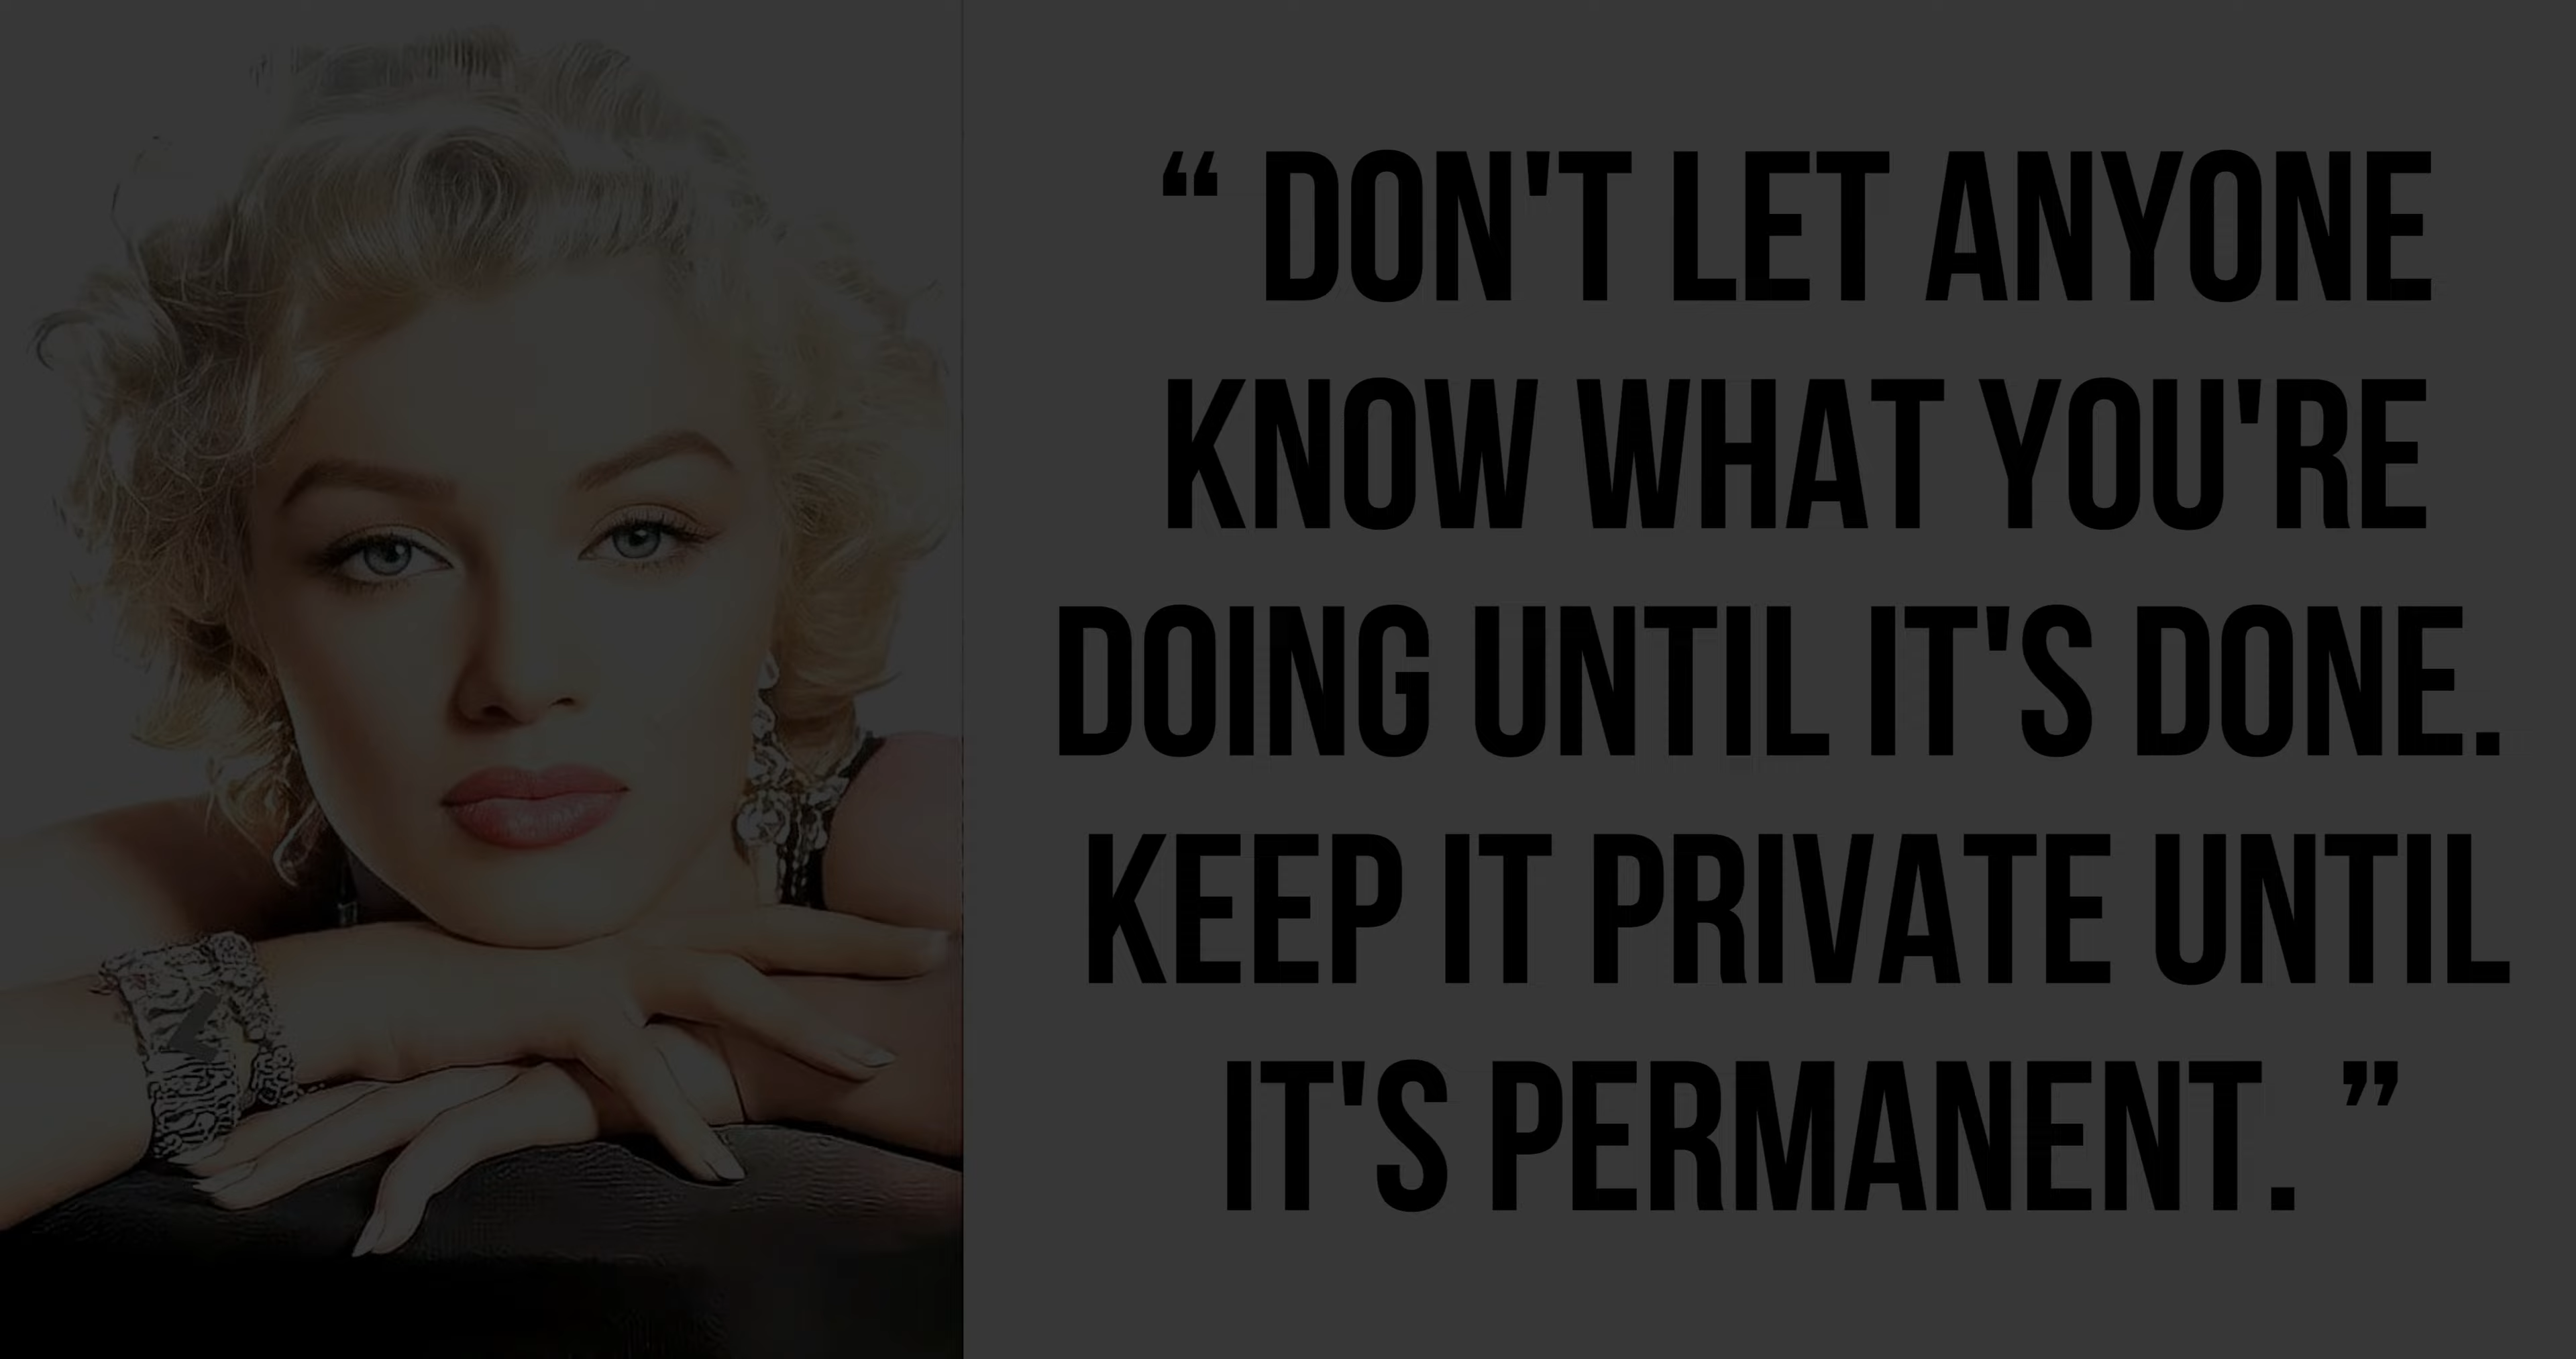 “ DON'T LET ANYONE
KNOW WHAT YOU'RE
DOING UNTIL IT'S DONE.
KEEP IT PRIVATE UNTIL
IT'S PERMANENT. ”